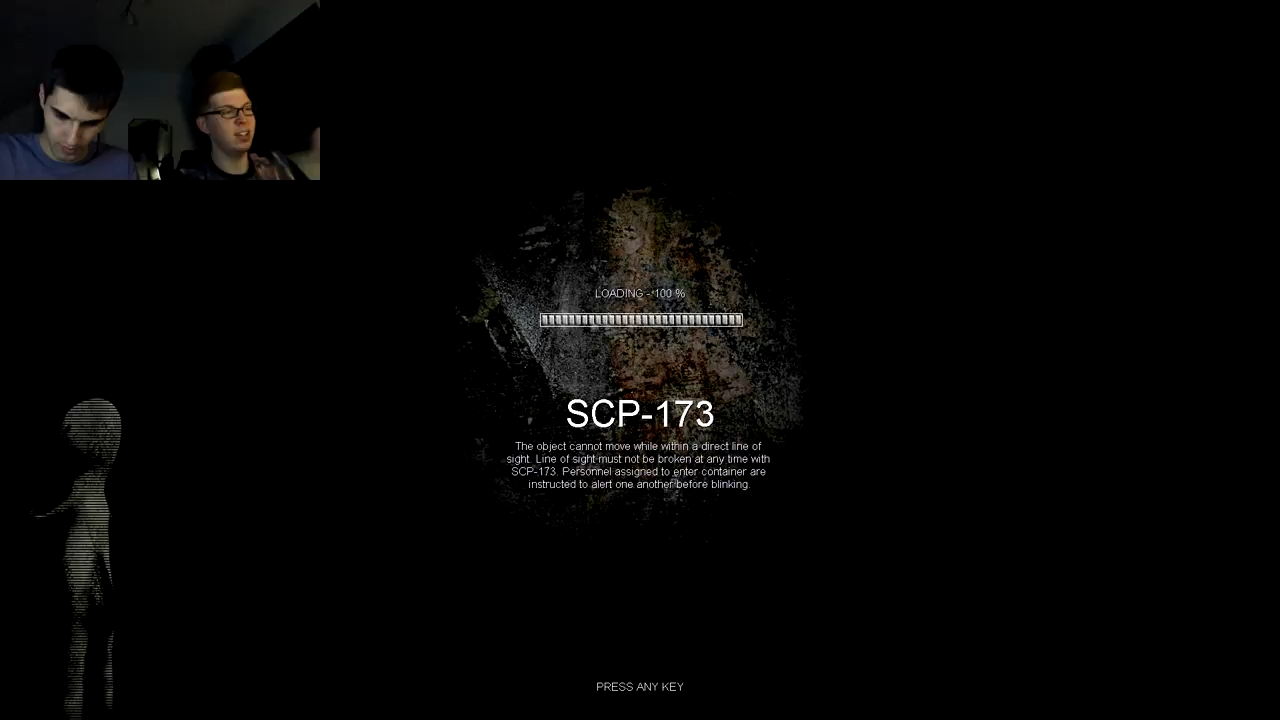 LOADING - 100 %
SCP-173
The object cannot move while within a direct line of
sight. Line of sight must not be broken at any time with
SCP-173. Personnel assigned to enter container are
tructed to alert one another before blinking.
PRESS ANY KEY